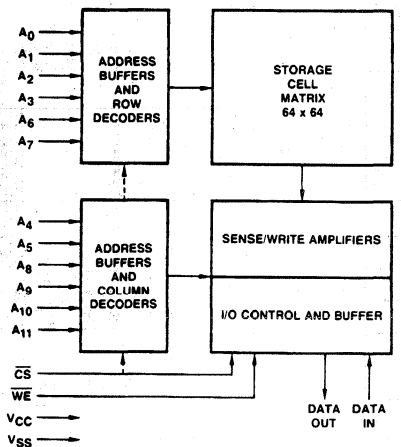 A0
A1
A2
A3
A6
A7
ADDRESS
BUFFERS
AND
ROW
DECODERS
STORAGE
CELL
MATRIX
64 x 64
A4
A5
A8
A9
A10
A11
ADDRESS
BUFFERS
AND
COLUMN
DECODERS
SENSE/WRITE AMPLIFIERS
I/O CONTROL AND BUFFER
C̅S̅
W̅E̅
VCC
VSS
DATA
OUT
DATA
IN